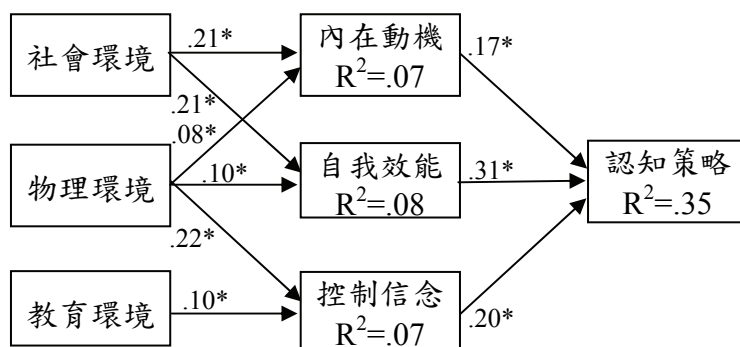 社會環境
.21*
內在動機
R²=.07
.17*
.21*
.08*
物理環境
.10*
自我效能
R²=.08
.31*
認知策略
R²=.35
.22*
教育環境
.10*
控制信念
R²=.07
.20*